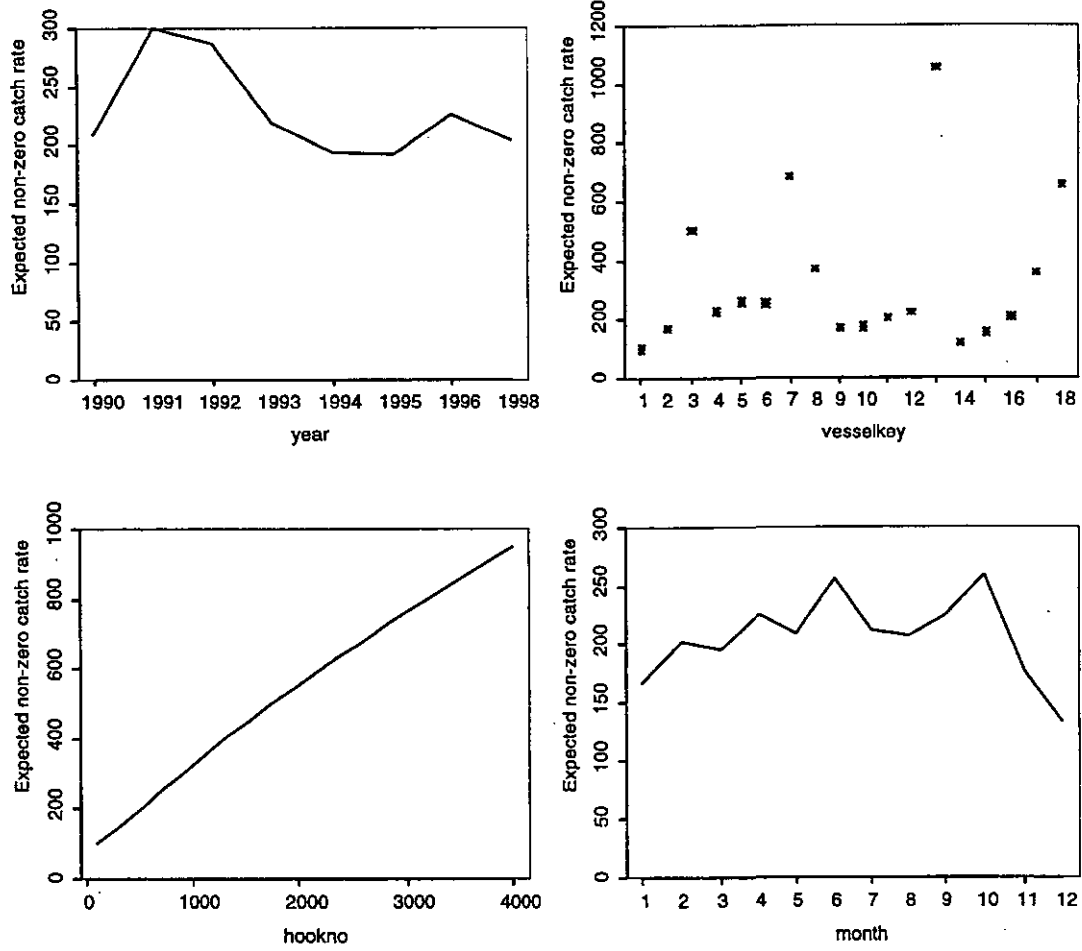 Expected non-zero catch rate
0 50 100 150 200 250 300
1990 1991 1992 1993 1994 1995 1996 1998
year
Expected non-zero catch rate
0 200 400 600 800 1000 1200
1 2 3 4 5 6 7 8 9 10 12 14 16 18
vesselkey
Expected non-zero catch rate
0 200 400 600 800 1000
0 1000 2000 3000 4000
hookno
Expected non-zero catch rate
0 50 100 150 200 250 300
1 2 3 4 5 6 7 8 9 10 11 12
month